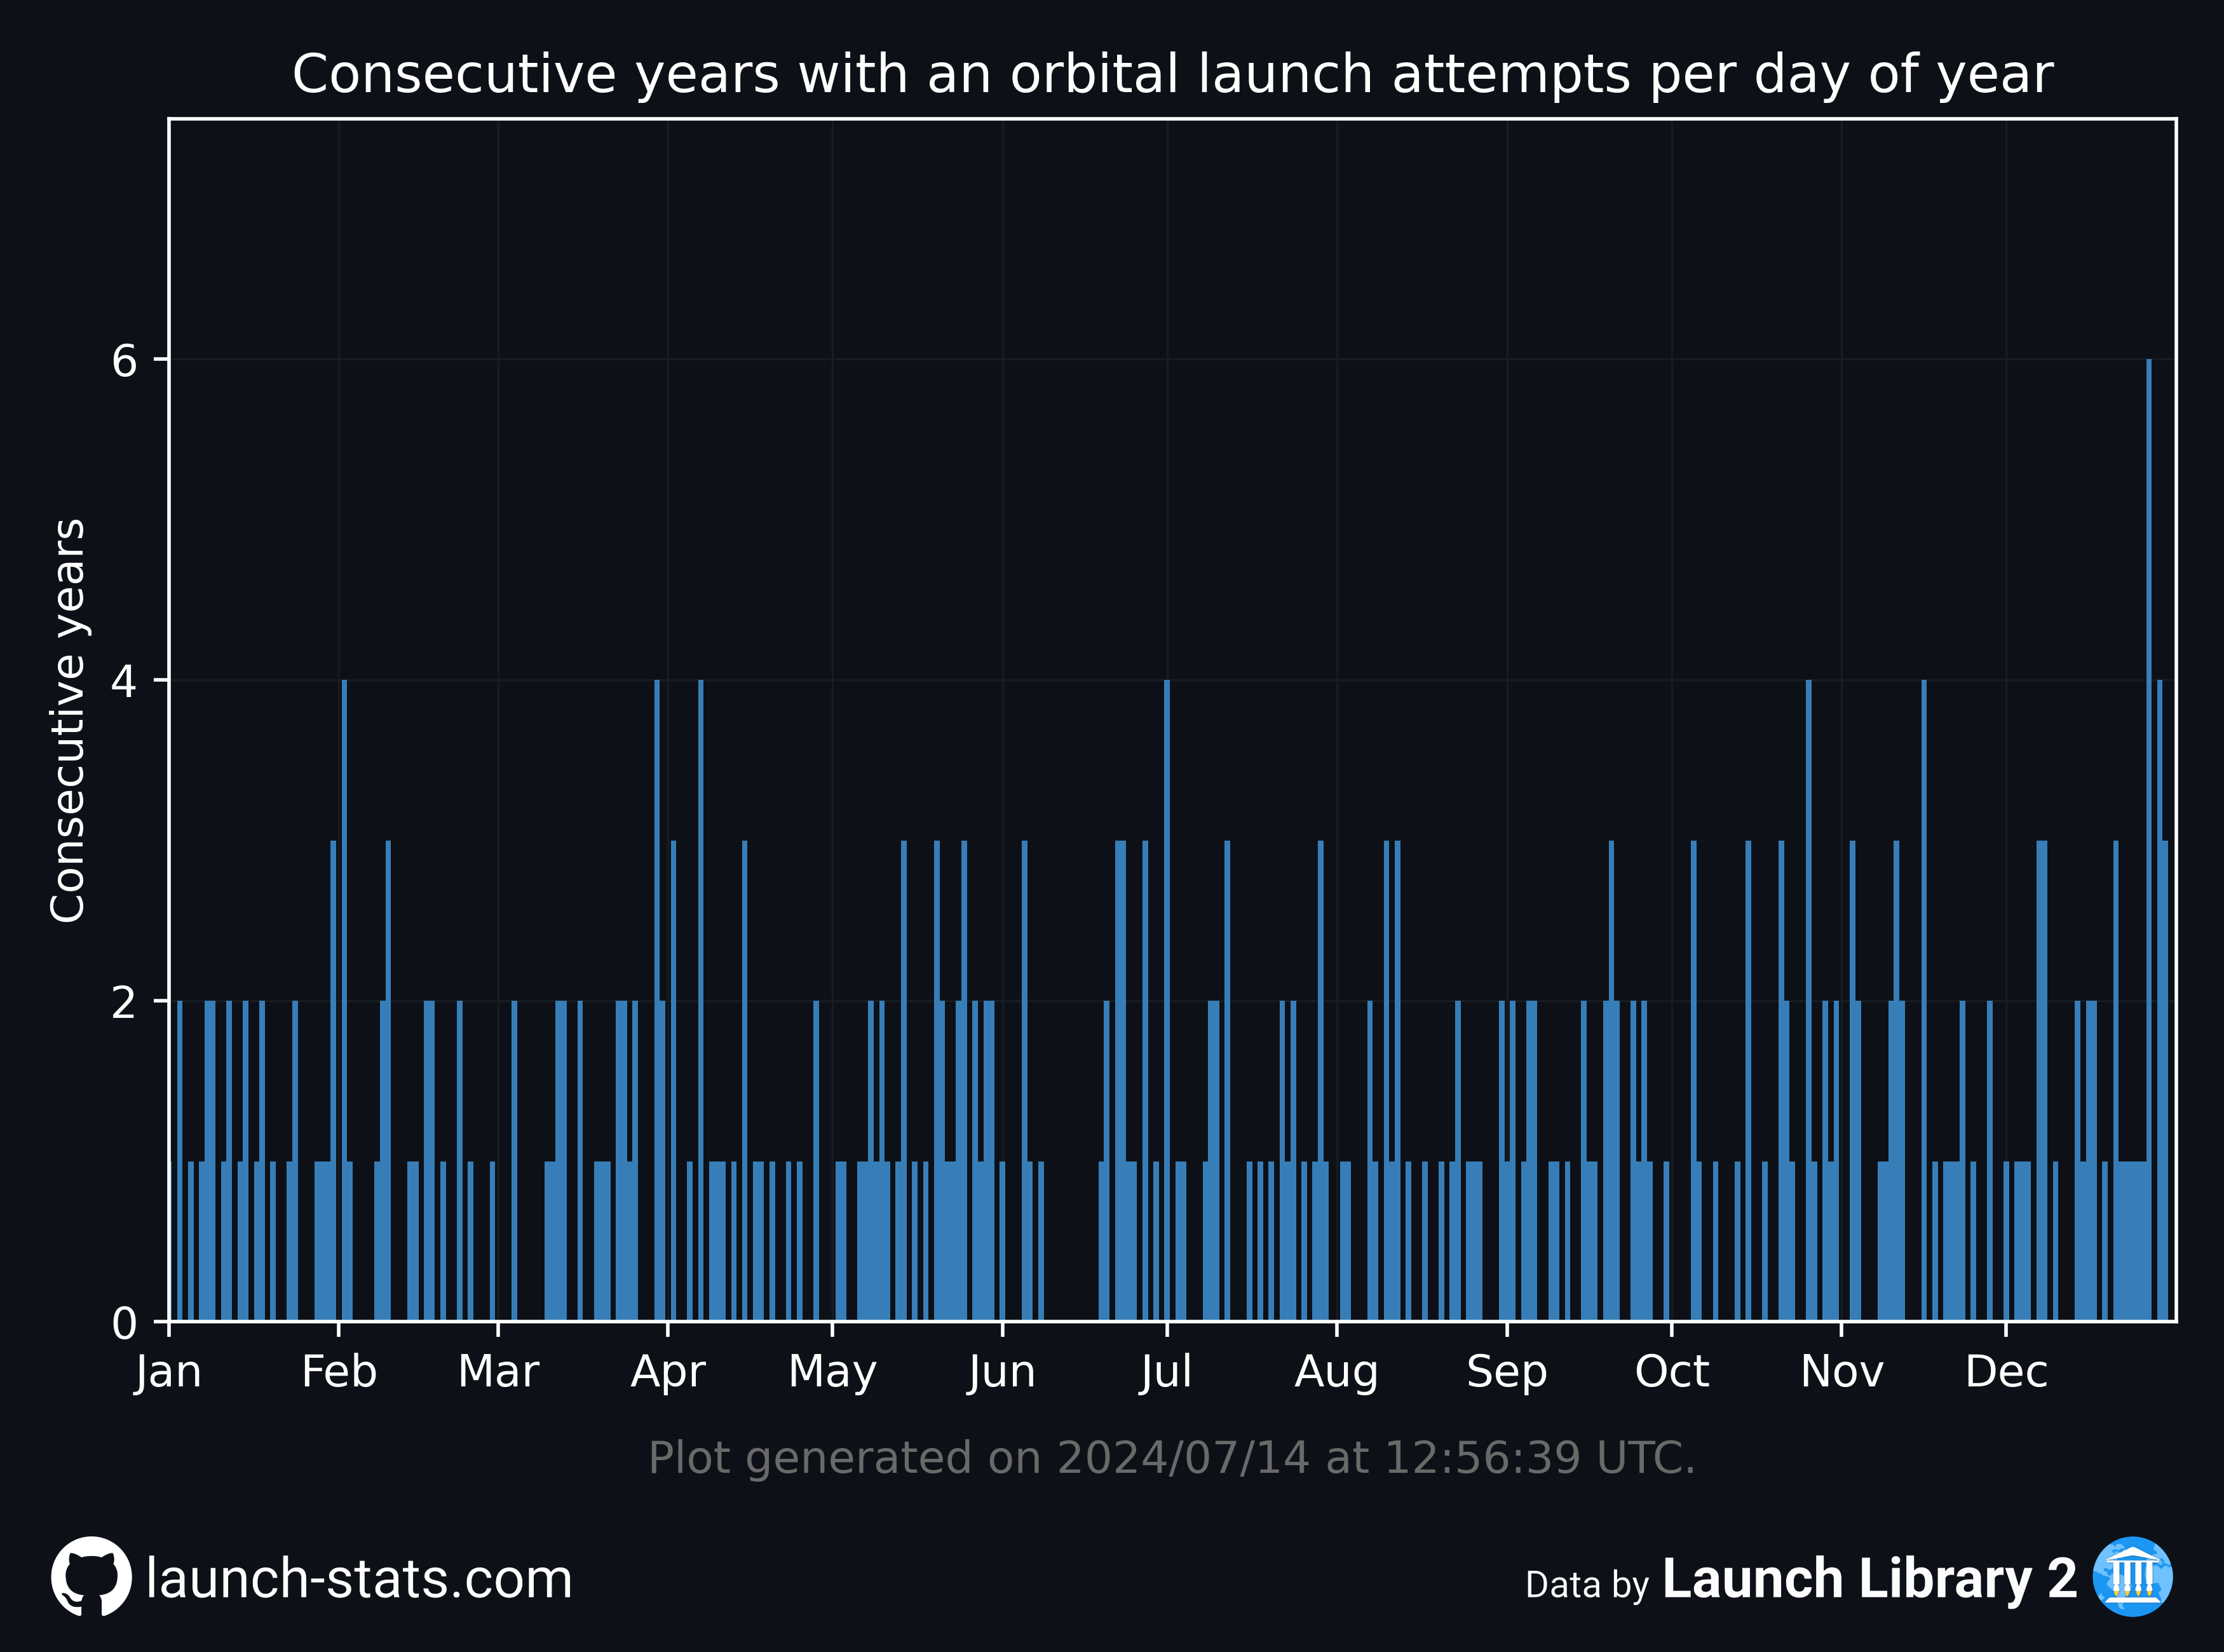 Consecutive years with an orbital launch attempts per day of year
Consecutive years
6
4
2
0
Jan Feb Mar Apr May Jun Jul Aug Sep Oct Nov Dec
Plot generated on 2024/07/14 at 12:56:39 UTC.
launch-stats.com
Data by Launch Library 2